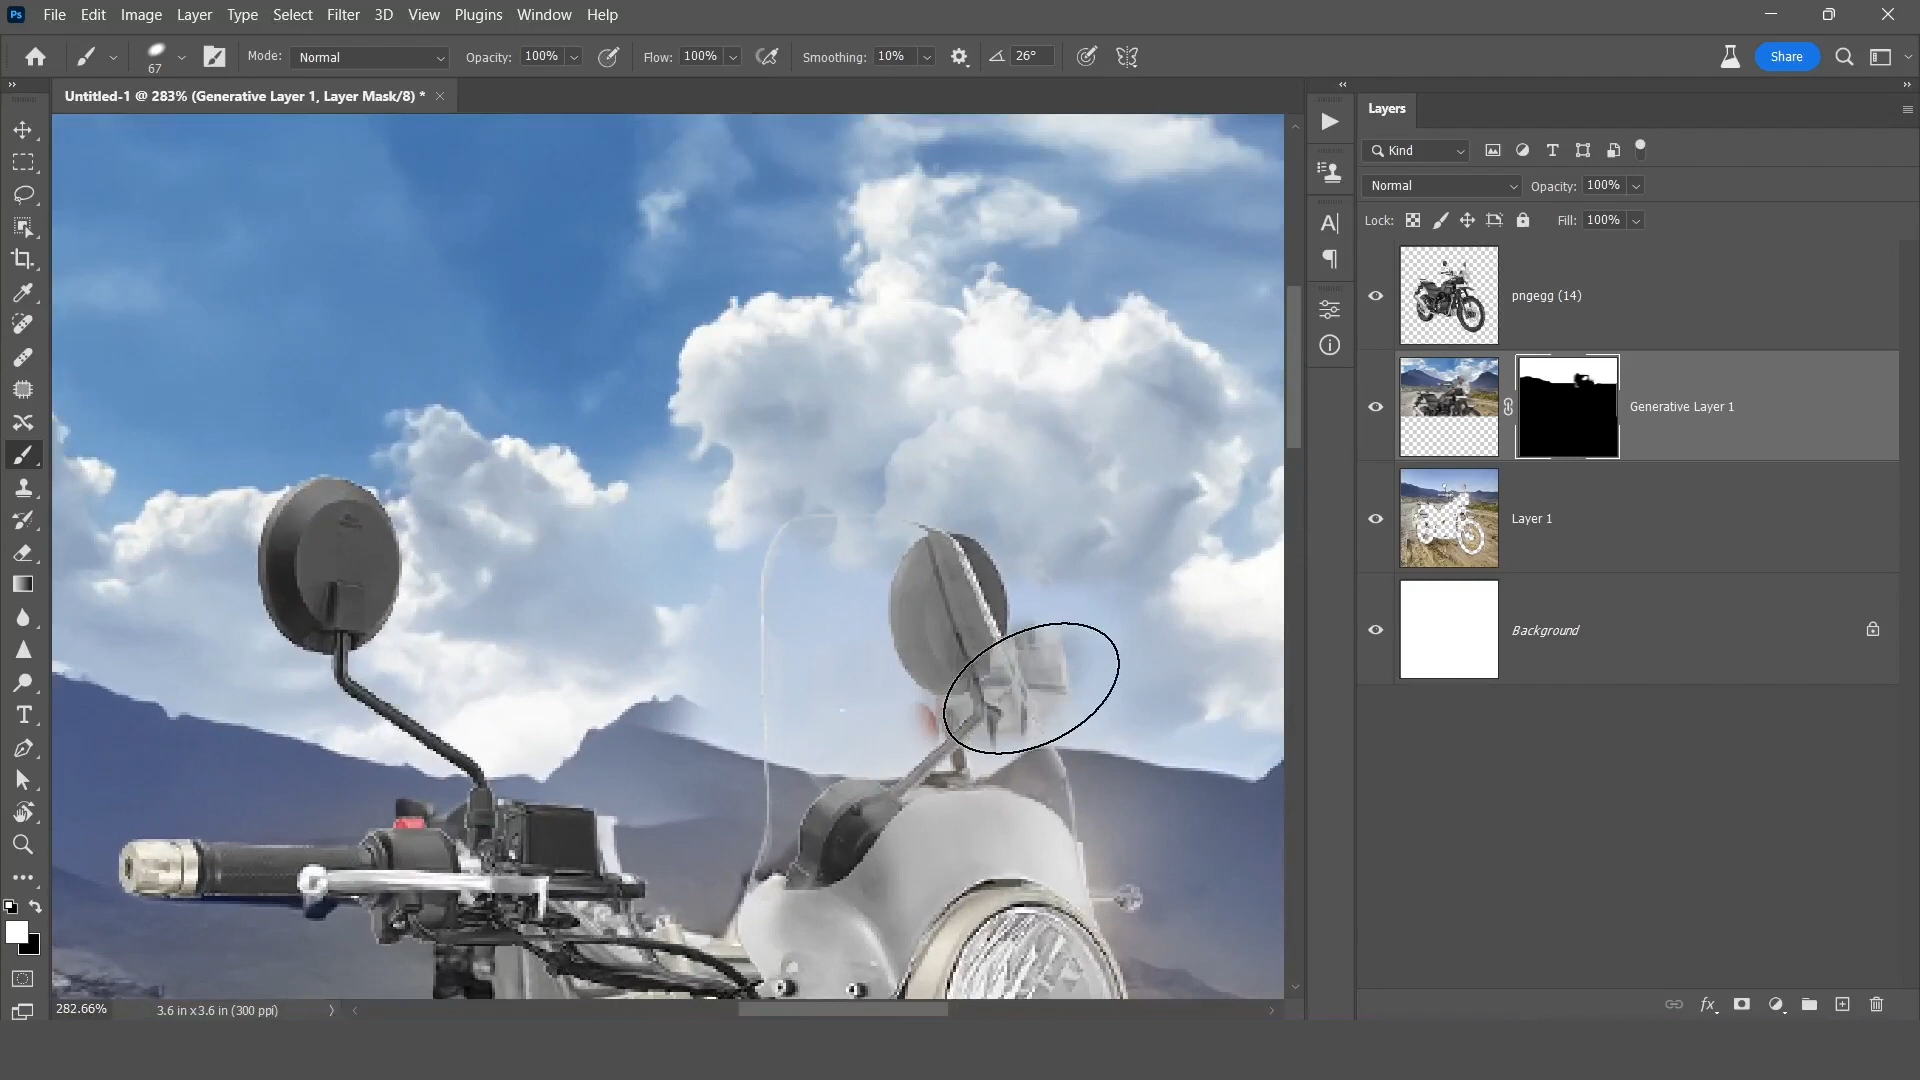 Ps File Edit Image Layer Type Select Filter 3D View Plugins Window Help
67 Mode: Normal Opacity: 100% Flow: 100% Smoothing: 10% 26° Share
Untitled-1 @ 283% (Generative Layer 1, Layer Mask/8) *
Layers
Kind
Normal Opacity: 100%
Lock: Fill: 100%
pngegg (14)
Generative Layer 1
Layer 1
Background
282.66% 3.6 in x 3.6 in (300 ppi)
fx